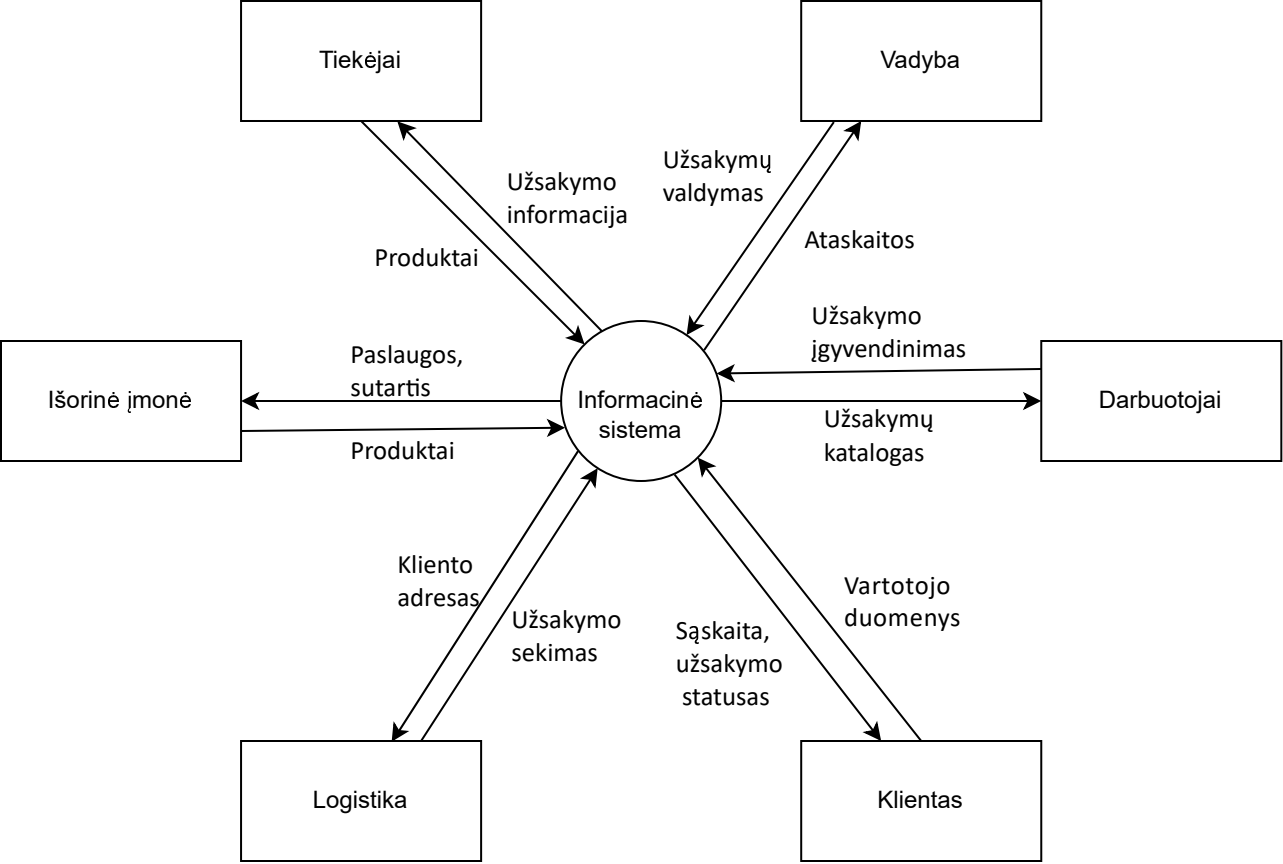 Tiekėjai
Vadyba
Užsakymo
informacija
Užsakymų
valdymas
Produktai
Ataskaitos
Užsakymo
įgyvendinimas
Paslaugos,
sutartis
Išorinė įmonė
Informacinė
sistema
Darbuotojai
Užsakymų
katalogas
Produktai
Kliento
adresas
Užsakymo
sekimas
Sąskaita,
užsakymo
statusas
Vartotojo
duomenys
Logistika
Klientas